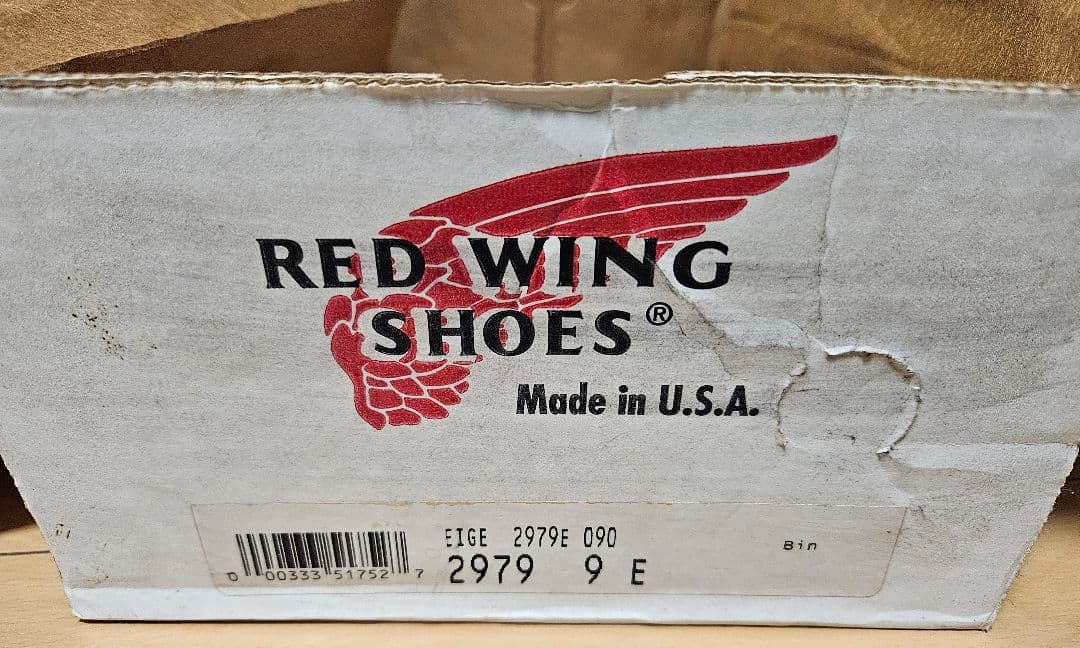 RED WING
SHOES®
Made in U.S.A.
EIGE 2979E 090
Bin
2979 9 E
0 00333 51752 7